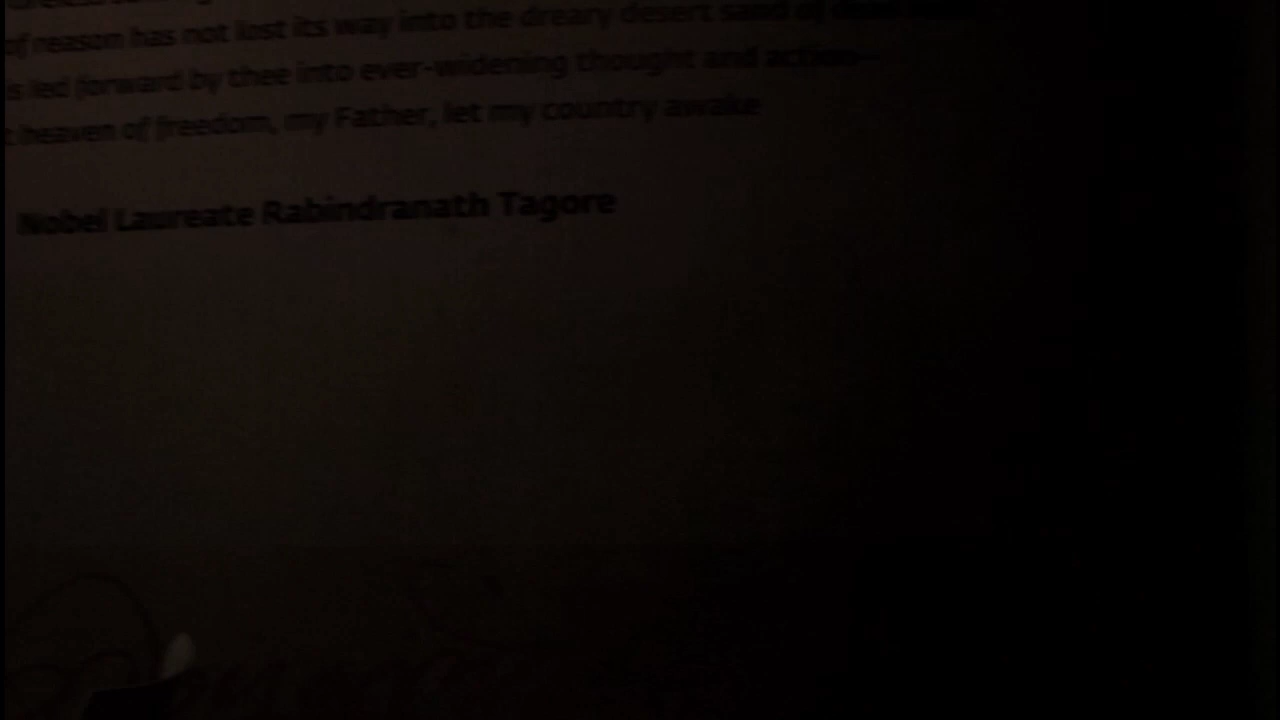 of reason has not lost its way into the dreary desert sand of dead
is led forward by thee into ever-widening thought and action—
t heaven of freedom, my Father, let my country awake
Nobel Laureate Rabindranath Tagore